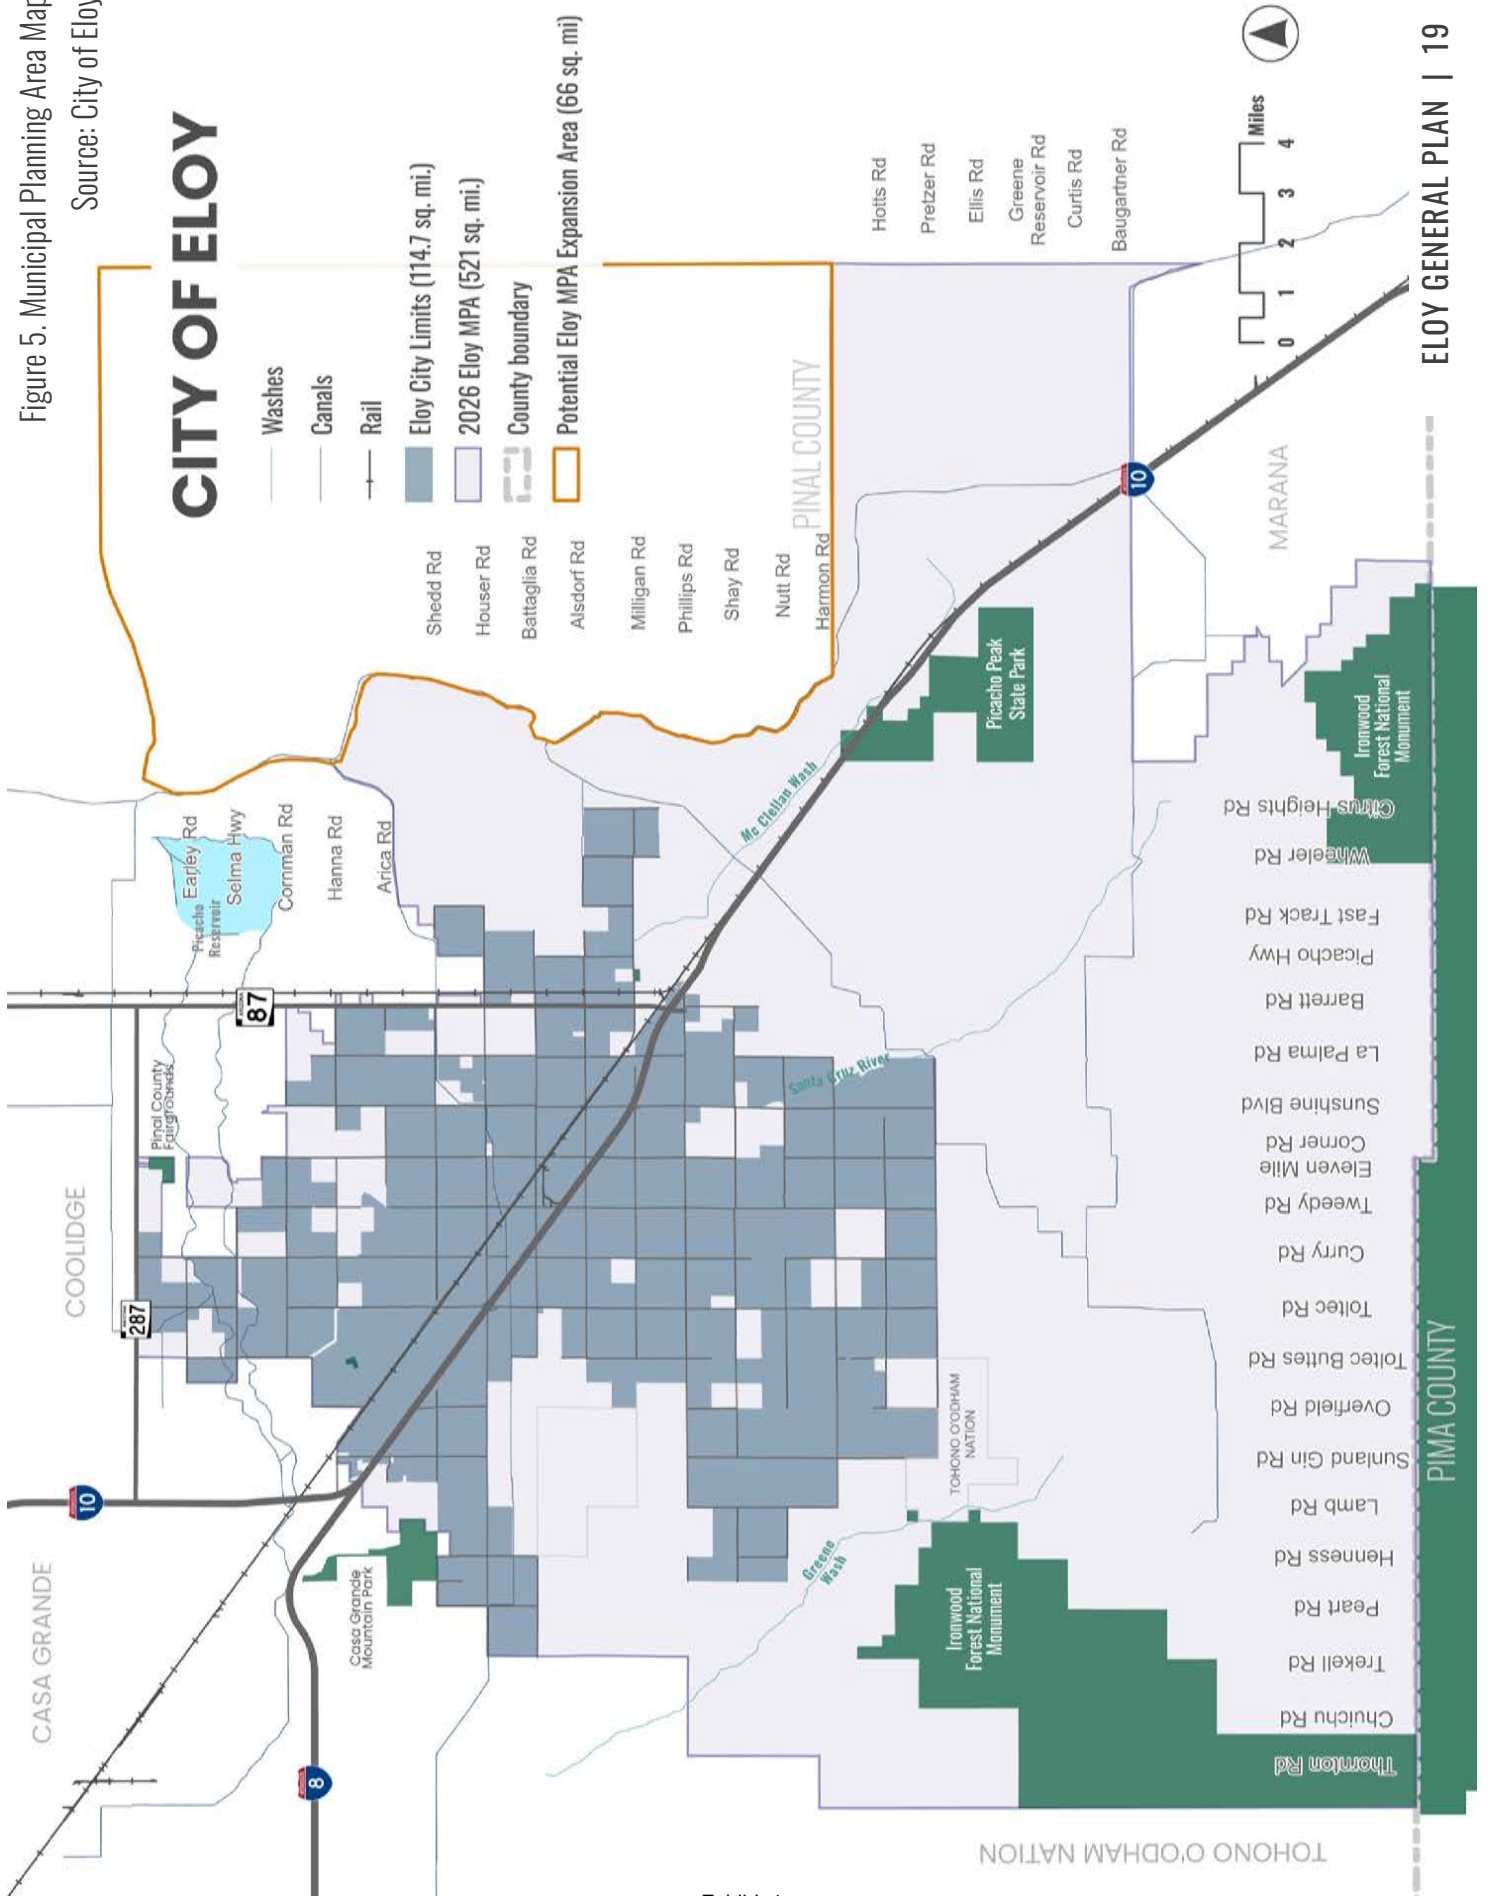 Figure 5. Municipal Planning Area Map
Source: City of Eloy
CITY OF ELOY
Washes
Canals
Rail
Eloy City Limits (114.7 sq. mi.)
2026 Eloy MPA (521 sq. mi.)
County boundary
Potential Eloy MPA Expansion Area (66 sq. mi)
COOLIDGE
CASA GRANDE
PINAL COUNTY
MARANA
PIMA COUNTY
TOHONO O'ODHAM NATION
TOHONO O'ODHAM
NATION
287
87
10
10
8
Pinal County
Fairgrounds
Picacho
Reservoir
Casa Grande
Mountain Park
Picacho Peak
State Park
Ironwood
Forest National
Monument
Ironwood
Forest National
Monument
Mc Clellan Wash
Santa Cruz River
Greene
Wash
Earley Rd
Selma Hwy
Cornman Rd
Hanna Rd
Arica Rd
Shedd Rd
Houser Rd
Battaglia Rd
Alsdorf Rd
Milligan Rd
Phillips Rd
Shay Rd
Nutt Rd
Harmon Rd
Hotts Rd
Pretzer Rd
Ellis Rd
Greene
Reservoir Rd
Curtis Rd
Baugartner Rd
Thornton Rd
Chuichu Rd
Trekell Rd
Peart Rd
Henness Rd
Lamb Rd
Sunland Gin Rd
Overfield Rd
Toltec Buttes Rd
Toltec Rd
Curry Rd
Tweedy Rd
Eleven Mile
Corner Rd
Sunshine Blvd
La Palma Rd
Barrett Rd
Picacho Hwy
Fast Track Rd
Wheeler Rd
Citrus Heights Rd
0 1 2 3 4
Miles
ELOY GENERAL PLAN | 19